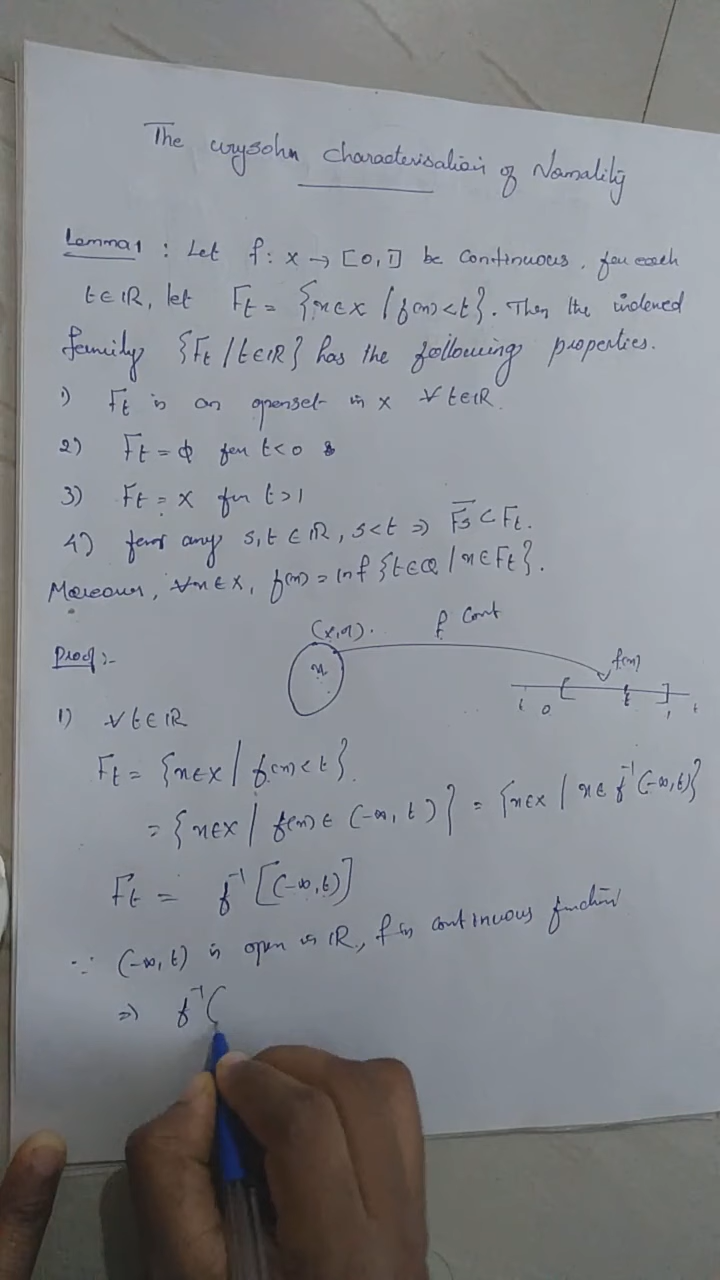 The urysohn characterisation of Normality
Lemma 1 : Let f: x → [0,1] be continuous, for each
t∈ℝ, let Ft = {x∈X / f(x)<t}. Then the indexed
family {Ft / t∈ℝ} has the following properties.
1) Ft is an openset in x ∀ t∈ℝ.
2) Ft = ϕ for t<0
3) Ft = X for t>1
4) for any s,t ∈ ℝ, s<t ⇒ F̅s̅ ⊂ Ft.
Moreover, ∀x∈X, f(x) = inf {t∈Q / x∈Ft}.
f cont
Proof :-
x
f(x)
0
t
1
1) ∀ t∈ℝ
Ft = {x∈X / f(x)<t}.
= {x∈X / f(x)∈ (-∞, t)} = {x∈X / x∈ f⁻¹(-∞,t)}
Ft = f⁻¹[(-∞,t)]
∵ (-∞, t) is open in ℝ, f is continuous function
⇒ f⁻¹(